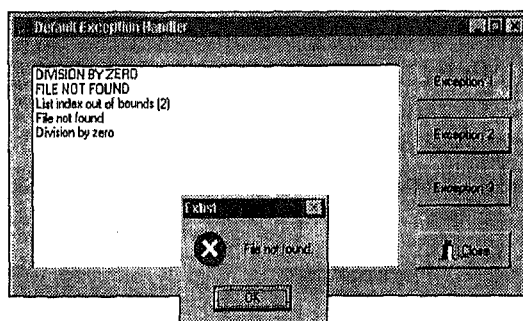 Default Exception Handler
DIVISION BY ZERO
FILE NOT FOUND
List index out of bounds (2)
File not found
Division by zero
Exception 1
Exception 2
Exception 3
Close
Exlist
File not found.
OK